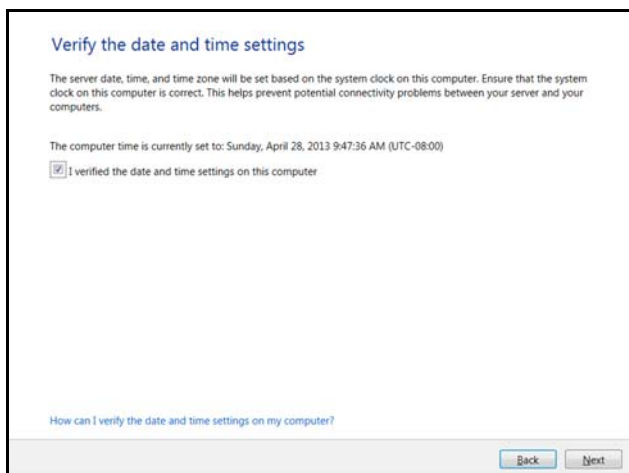 Verify the date and time settings
The server date, time, and time zone will be set based on the system clock on this computer. Ensure that the system
clock on this computer is correct. This helps prevent potential connectivity problems between your server and your
computers.
The computer time is currently set to: Sunday, April 28, 2013 9:47:36 AM (UTC-08:00)
I verified the date and time settings on this computer
How can I verify the date and time settings on my computer?
Back Next